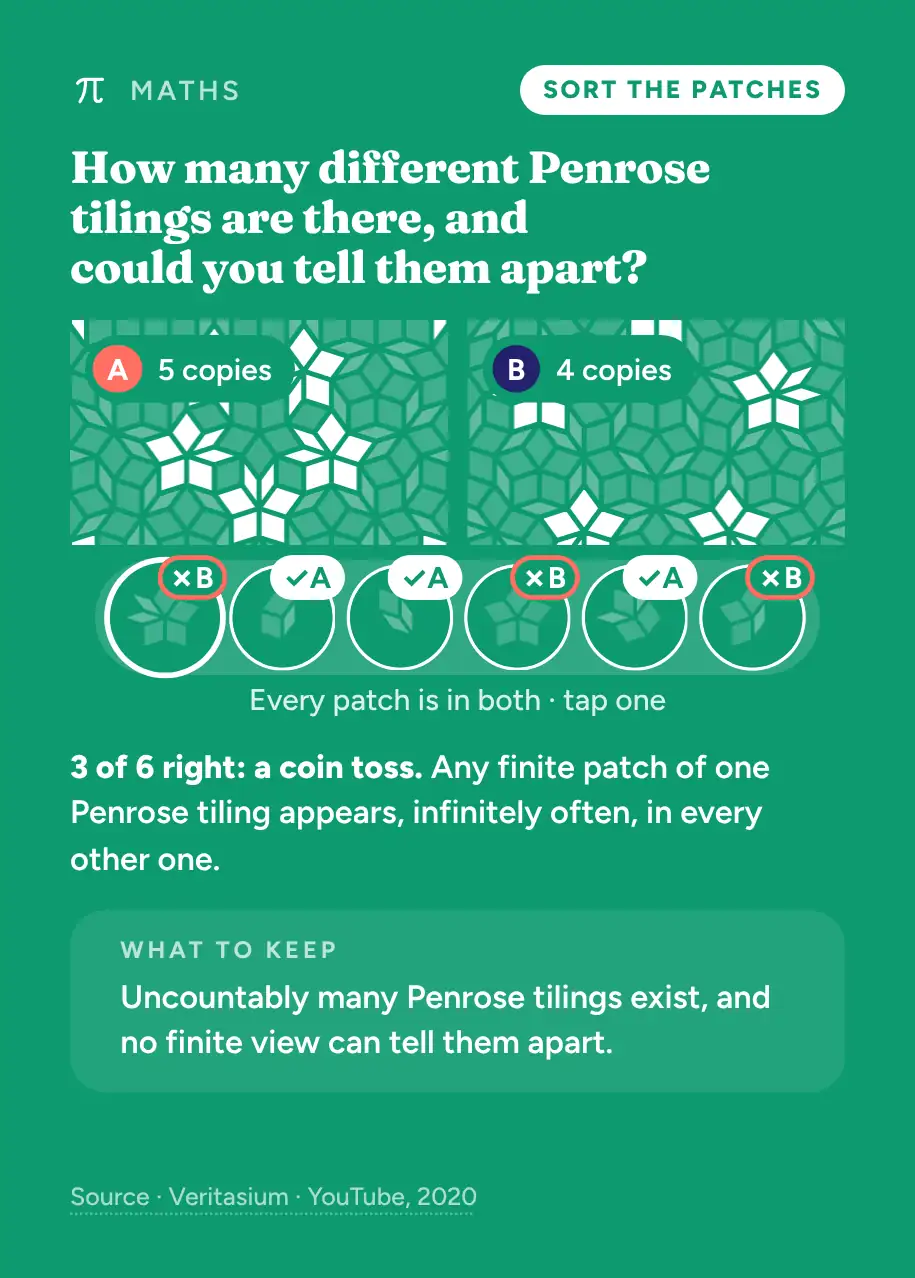 π MATHS
SORT THE PATCHES
How many different Penrose
tilings are there, and
could you tell them apart?
A 5 copies
B 4 copies
×B ✓A ✓A ×B ✓A ×B
Every patch is in both · tap one
3 of 6 right: a coin toss. Any finite patch of one
Penrose tiling appears, infinitely often, in every
other one.
WHAT TO KEEP
Uncountably many Penrose tilings exist, and
no finite view can tell them apart.
Source · Veritasium · YouTube, 2020